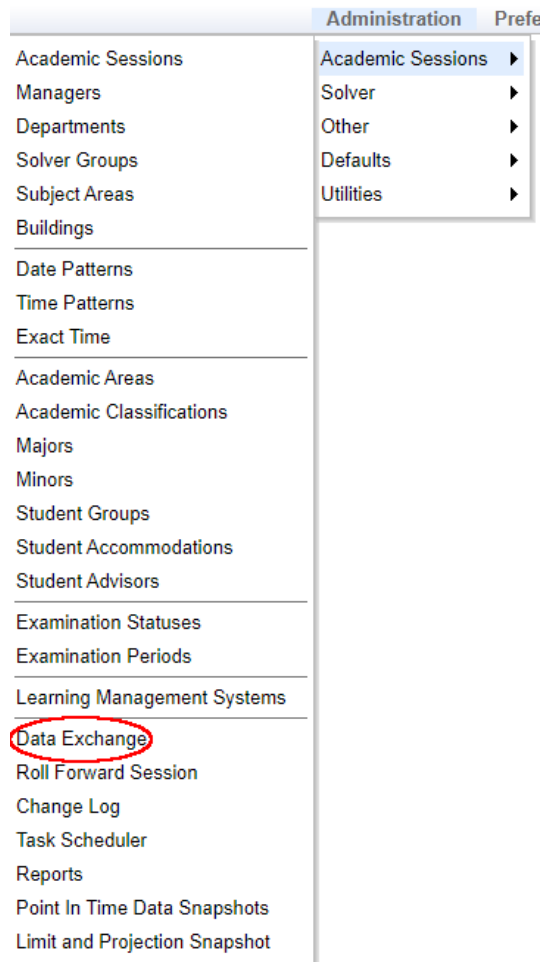 Administration Prefe
Academic Sessions
Managers
Departments
Solver Groups
Subject Areas
Buildings
Date Patterns
Time Patterns
Exact Time
Academic Areas
Academic Classifications
Majors
Minors
Student Groups
Student Accommodations
Student Advisors
Examination Statuses
Examination Periods
Learning Management Systems
Data Exchange
Roll Forward Session
Change Log
Task Scheduler
Reports
Point In Time Data Snapshots
Limit and Projection Snapshot
Academic Sessions
Solver
Other
Defaults
Utilities